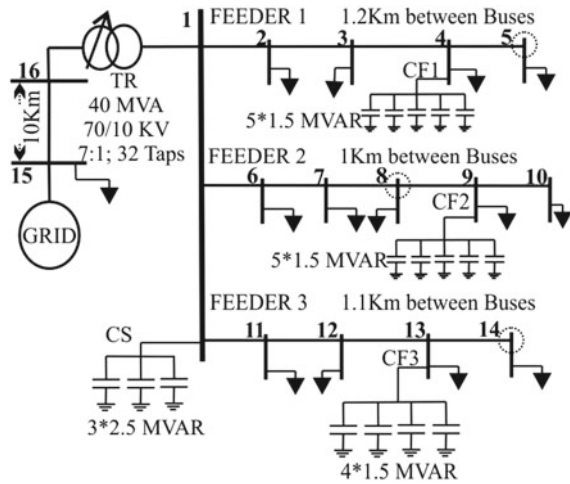 1
FEEDER 1
1.2Km between Buses
2
3
4
5
16
TR
40 MVA
70/10 KV
7:1; 32 Taps
10Km
15
GRID
CF1
5*1.5 MVAR
FEEDER 2
1Km between Buses
6
7
8
9
10
CF2
5*1.5 MVAR
FEEDER 3
1.1Km between Buses
11
12
13
14
CS
CF3
3*2.5 MVAR
4*1.5 MVAR